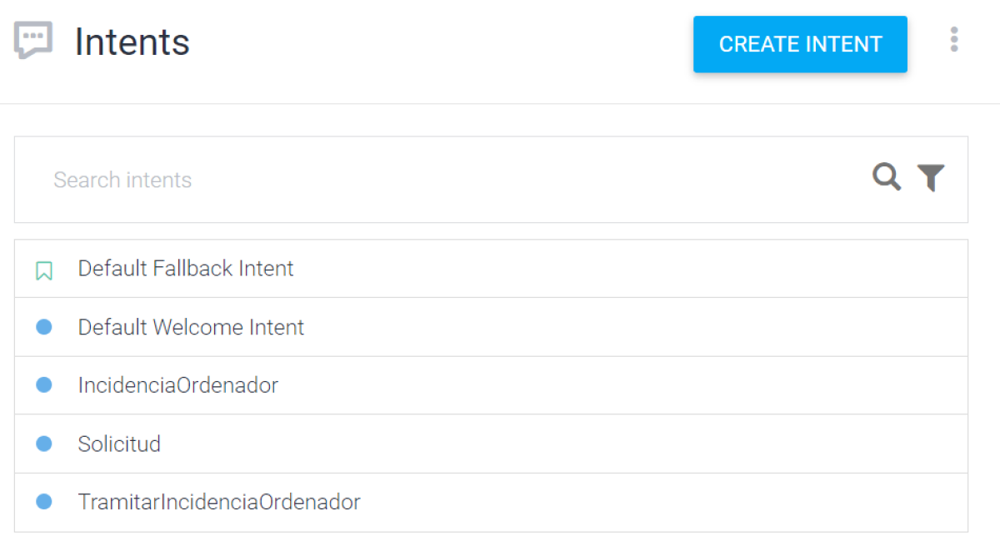 Intents
CREATE INTENT
Search intents
Default Fallback Intent
Default Welcome Intent
IncidenciaOrdenador
Solicitud
TramitarIncidenciaOrdenador